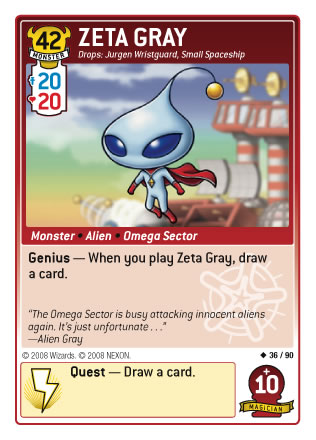 42
MONSTER
ZETA GRAY
Drops: Jurgen Wristguard, Small Spaceship
20
20
Monster • Alien • Omega Sector
Genius — When you play Zeta Gray, draw
a card.
"The Omega Sector is busy attacking innocent aliens
again. It's just unfortunate . . ."
—Alien Gray
© 2008 Wizards. © 2008 NEXON.
◆ 36 / 90
Quest — Draw a card.
+
10
MAGICIAN